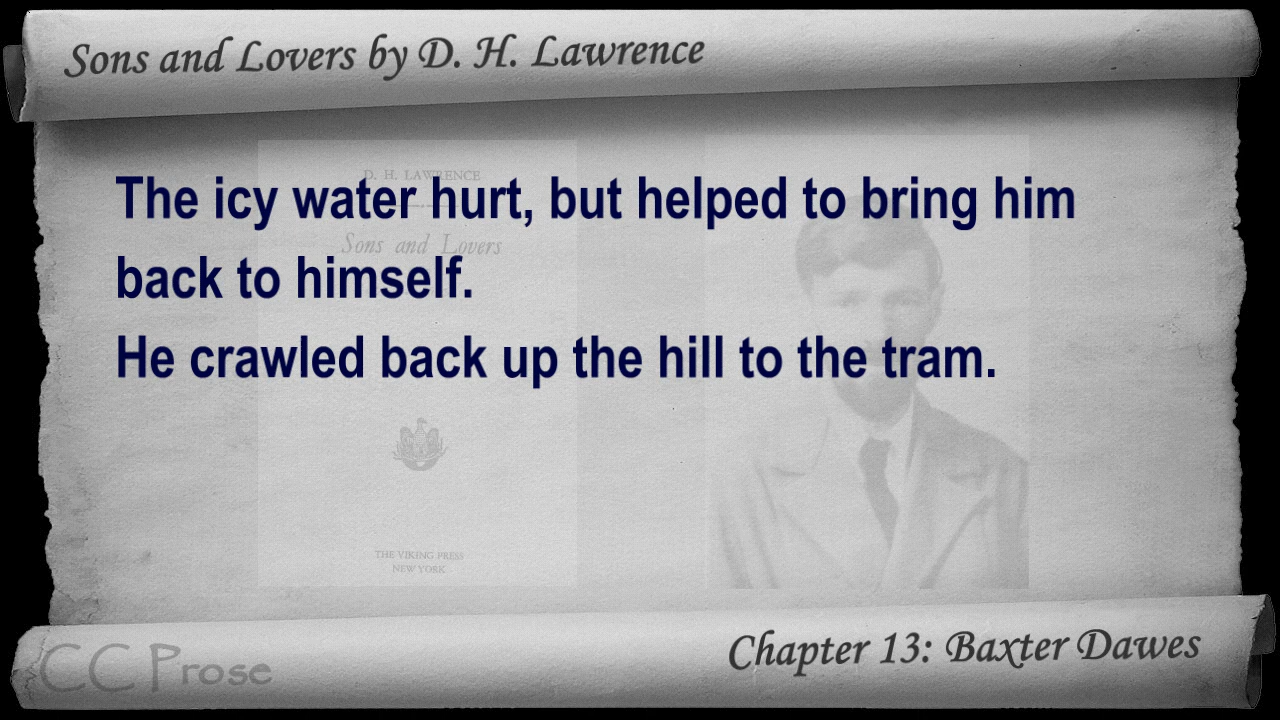 Sons and Lovers by D. H. Lawrence
D. H. LAWRENCE
Sons and Lovers
The icy water hurt, but helped to bring him
back to himself.
He crawled back up the hill to the tram.
THE VIKING PRESS
NEW YORK
CC Prose
Chapter 13: Baxter Dawes